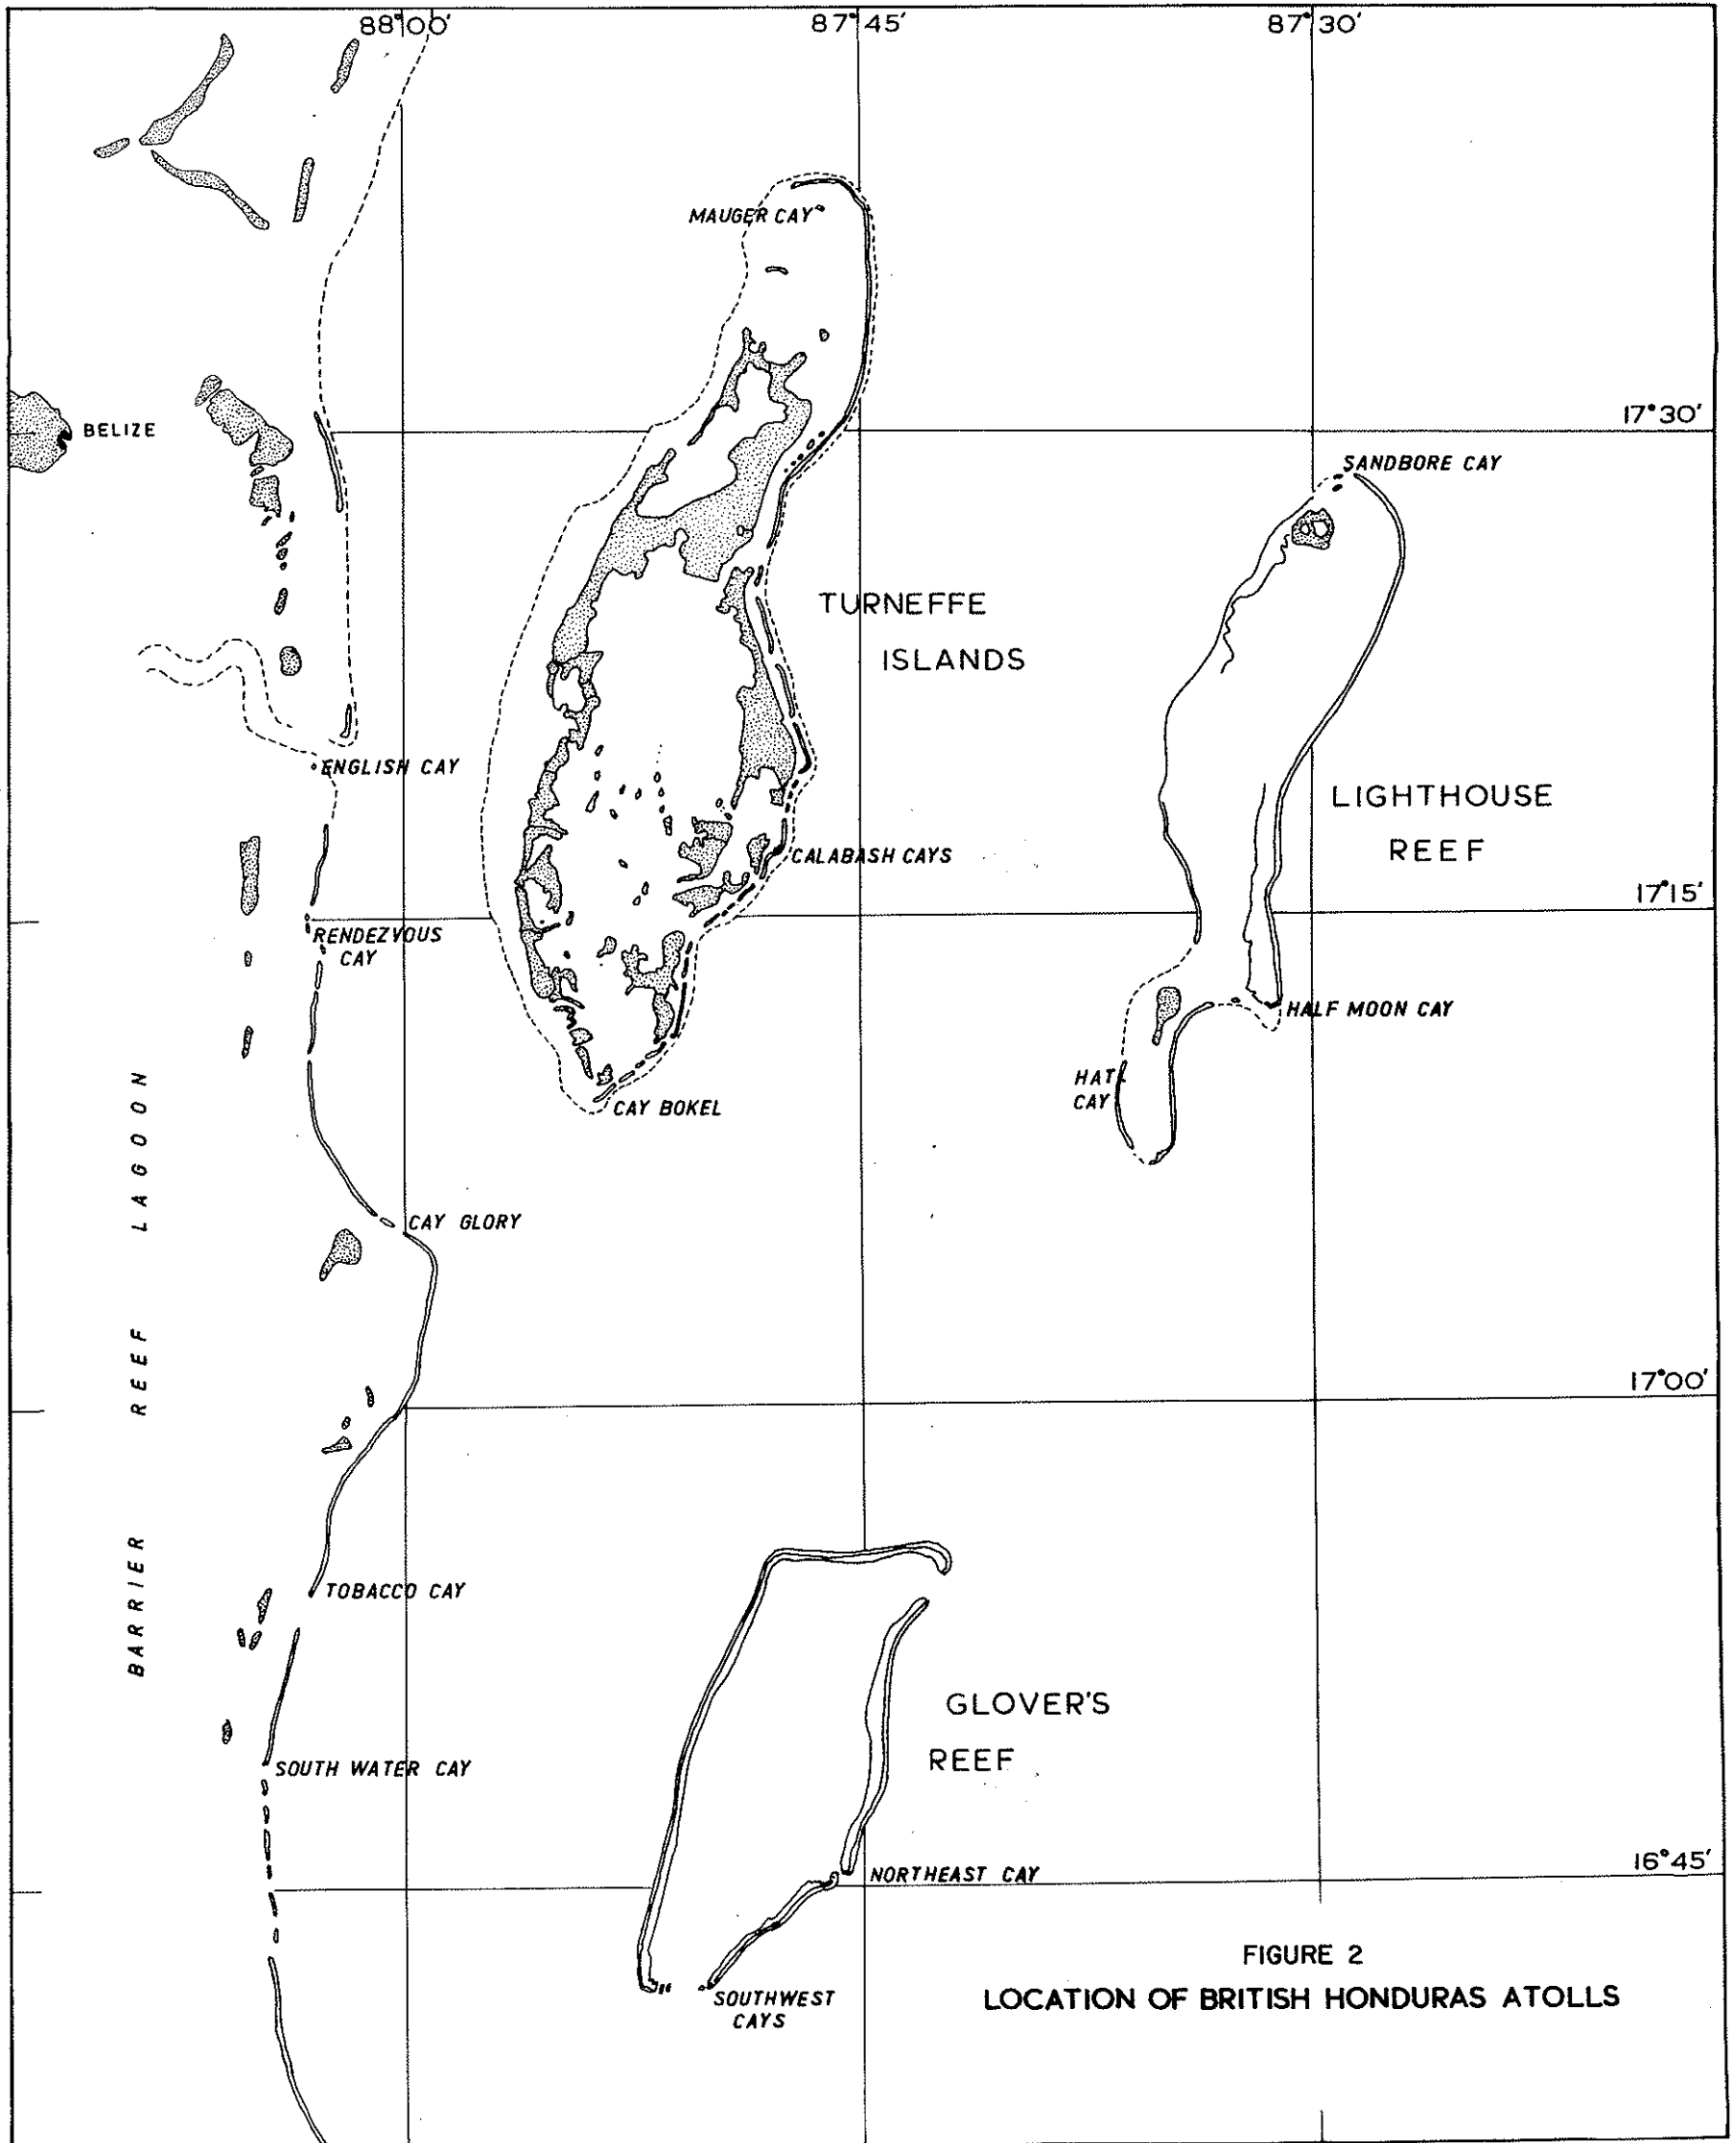 88°00′
87°45′
87°30′
MAUGER CAY
BELIZE
17°30′
SANDBORE CAY
TURNEFFE
ISLANDS
ENGLISH CAY
LIGHTHOUSE
REEF
CALABASH CAYS
17°15′
RENDEZVOUS
CAY
HALF MOON CAY
HAT
CAY
CAY BOKEL
CAY GLORY
BARRIER REEF LAGOON
17°00′
TOBACCO CAY
GLOVER'S
REEF
SOUTH WATER CAY
16°45′
NORTHEAST CAY
SOUTHWEST
CAYS
FIGURE 2
LOCATION OF BRITISH HONDURAS ATOLLS